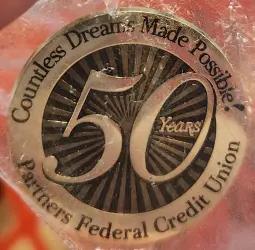 Countless Dreams Made Possible!
50
Years
Partners Federal Credit Union